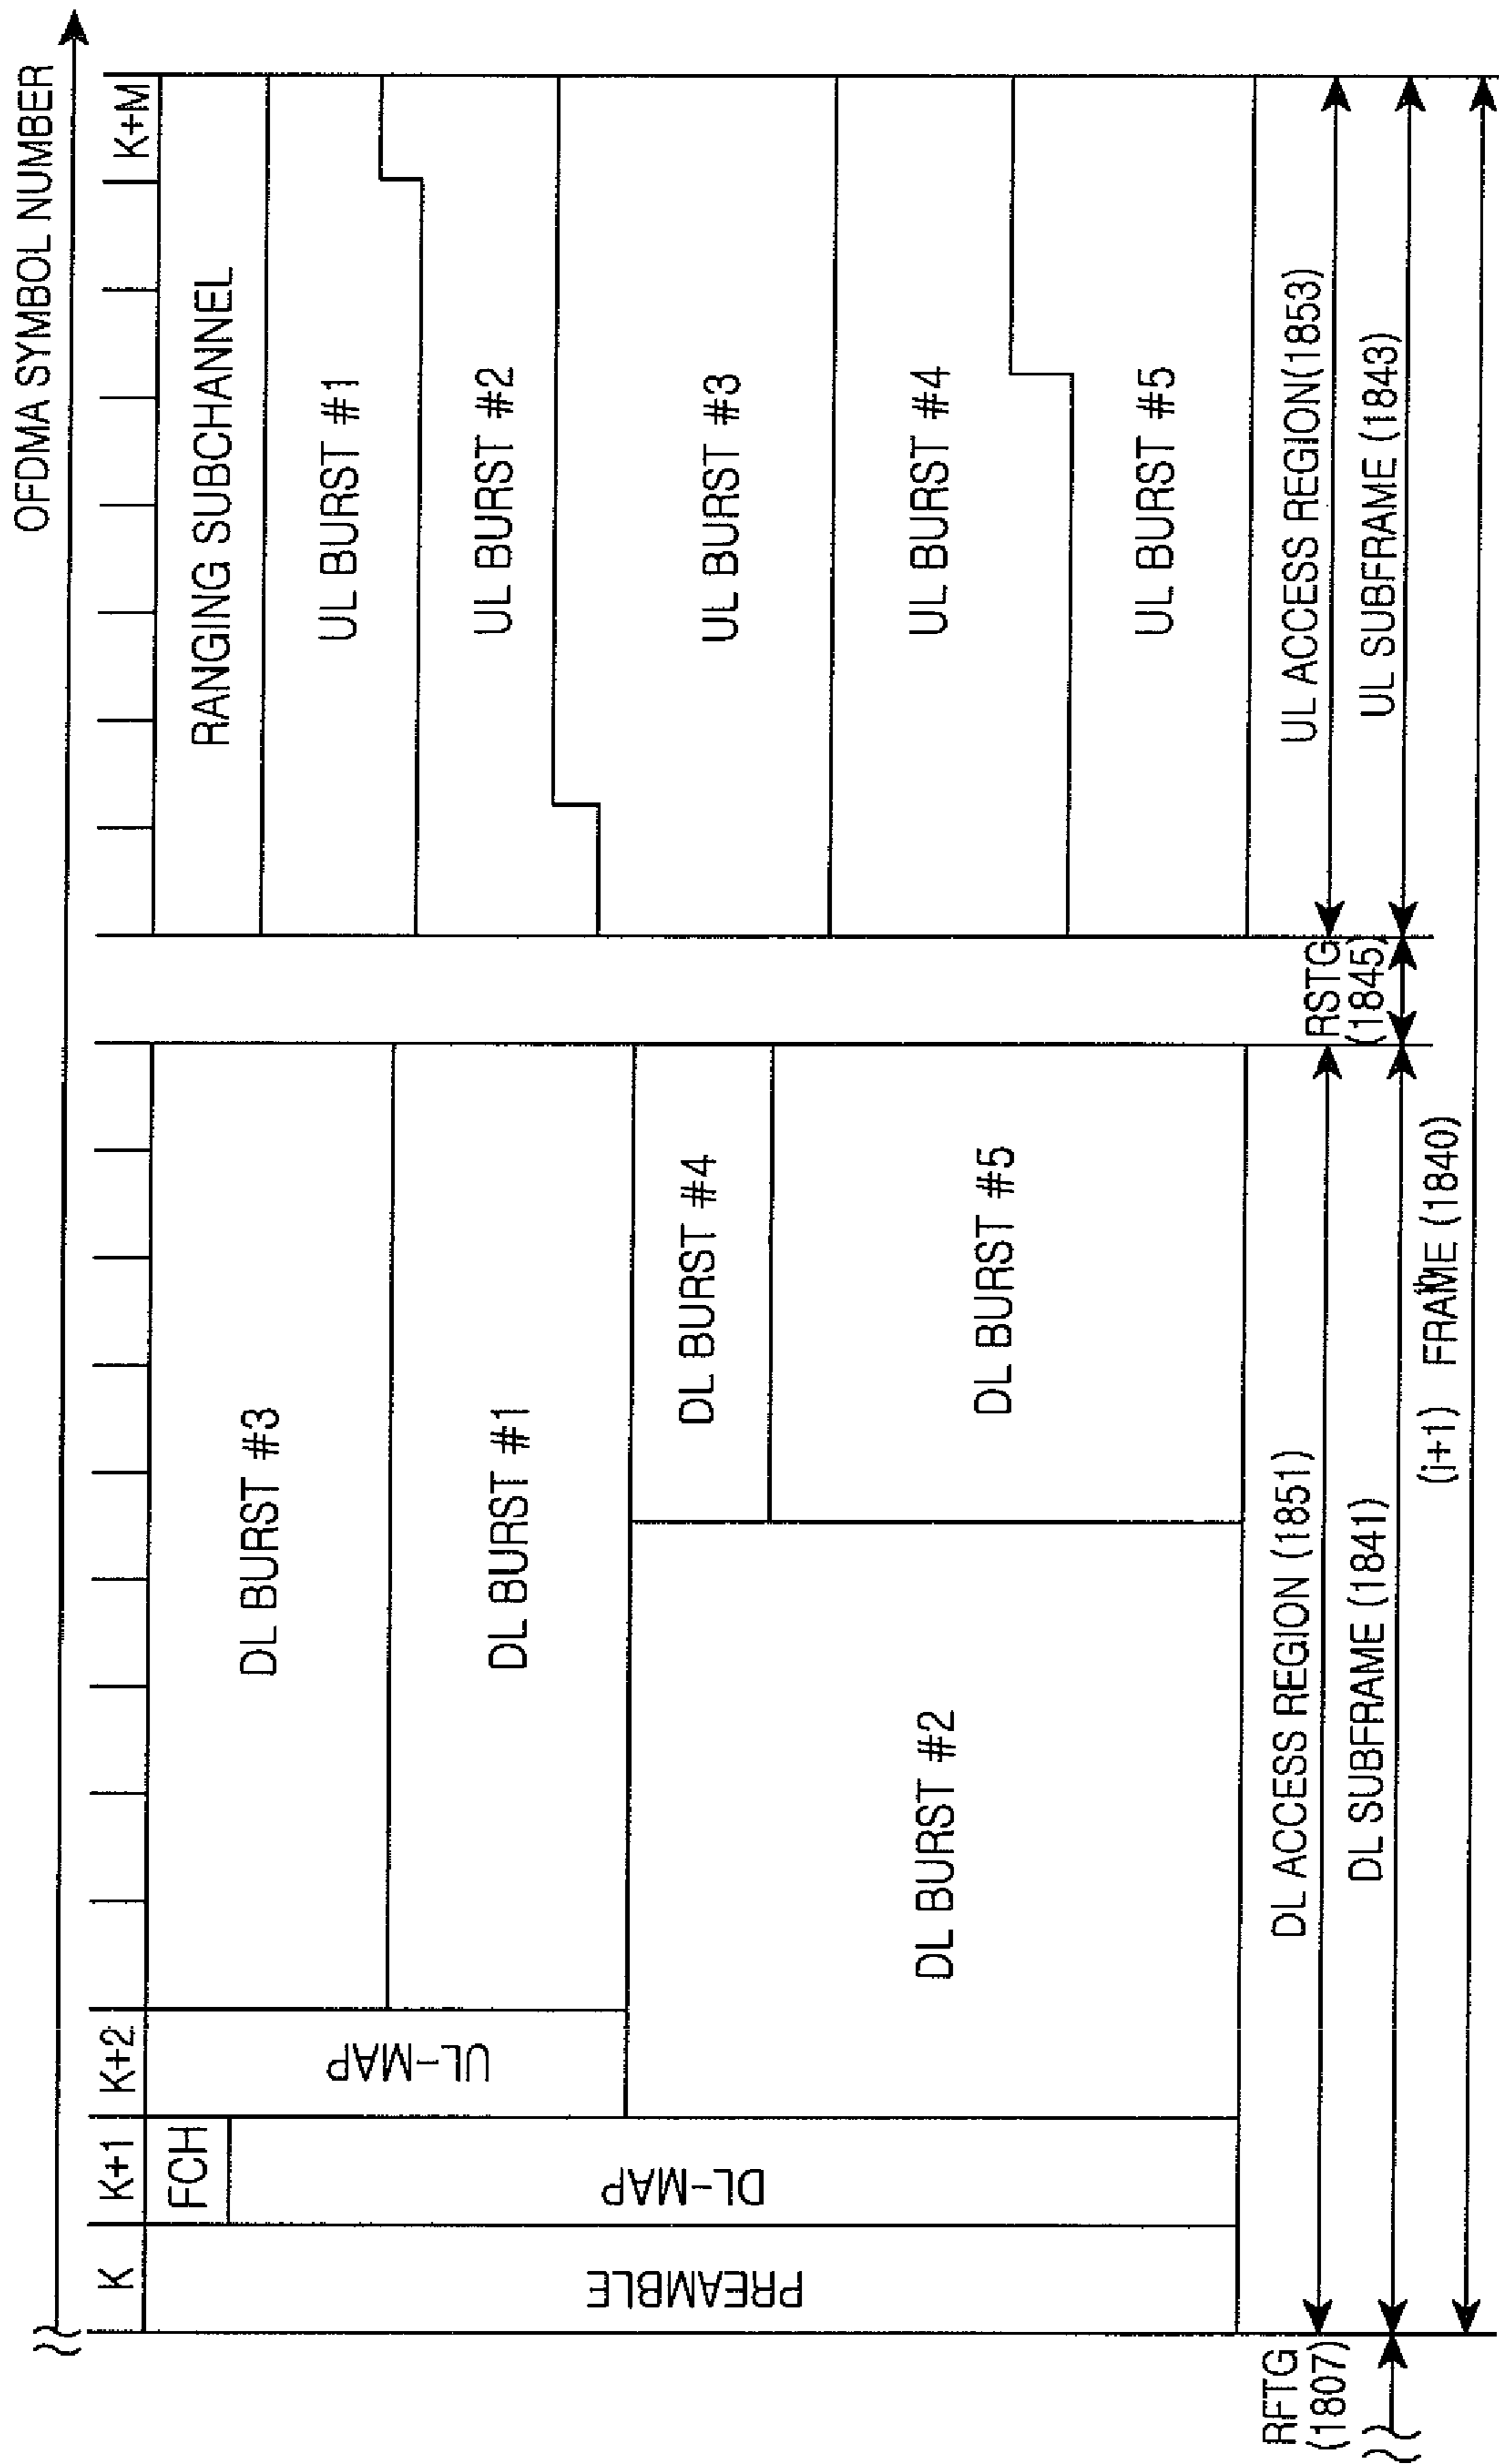 OFDMA SYMBOL NUMBER
K
K+1
K+2
K+M
PREAMBLE
FCH
DL-MAP
UL-MAP
DL BURST #3
DL BURST #1
DL BURST #2
DL BURST #4
DL BURST #5
RANGING SUBCHANNEL
UL BURST #1
UL BURST #2
UL BURST #3
UL BURST #4
UL BURST #5
RFTG
(1807)
DL ACCESS REGION (1851)
RSTG
(1845)
UL ACCESS REGION(1853)
DL SUBFRAME (1841)
UL SUBFRAME (1843)
(i+1)th FRAME (1840)